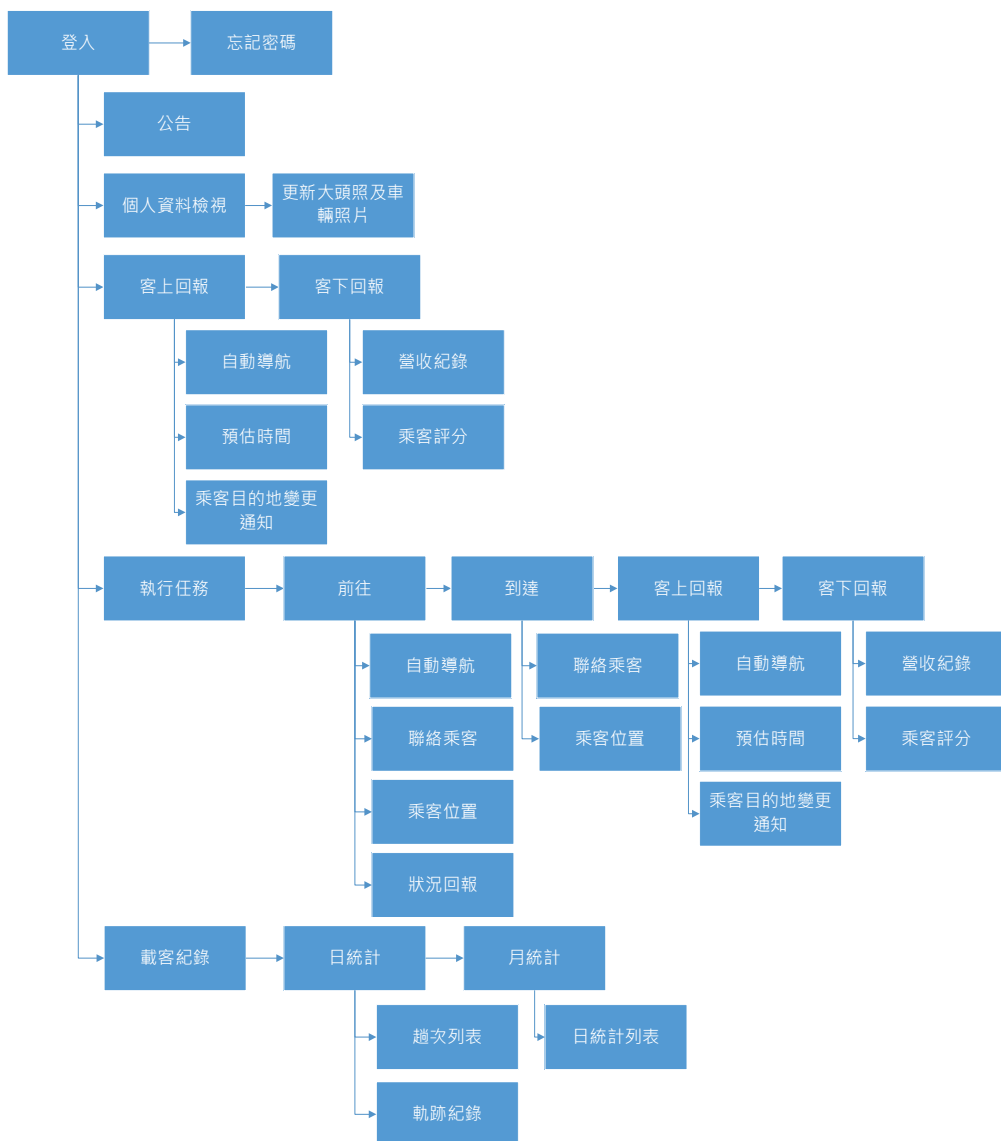 登入
忘記密碼
公告
個人資料檢視
更新大頭照及車
輛照片
客上回報
客下回報
自動導航
營收紀錄
預估時間
乘客評分
乘客目的地變更
通知
執行任務
前往
到達
客上回報
客下回報
自動導航
聯絡乘客
自動導航
營收紀錄
聯絡乘客
乘客位置
預估時間
乘客評分
乘客位置
乘客目的地變更
通知
狀況回報
載客紀錄
日統計
月統計
趟次列表
日統計列表
軌跡紀錄